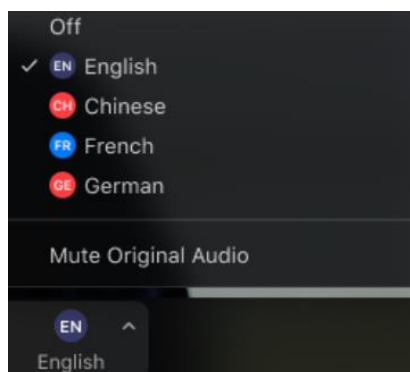 Off
EN English
CH Chinese
FR French
GE German
Mute Original Audio
EN
English